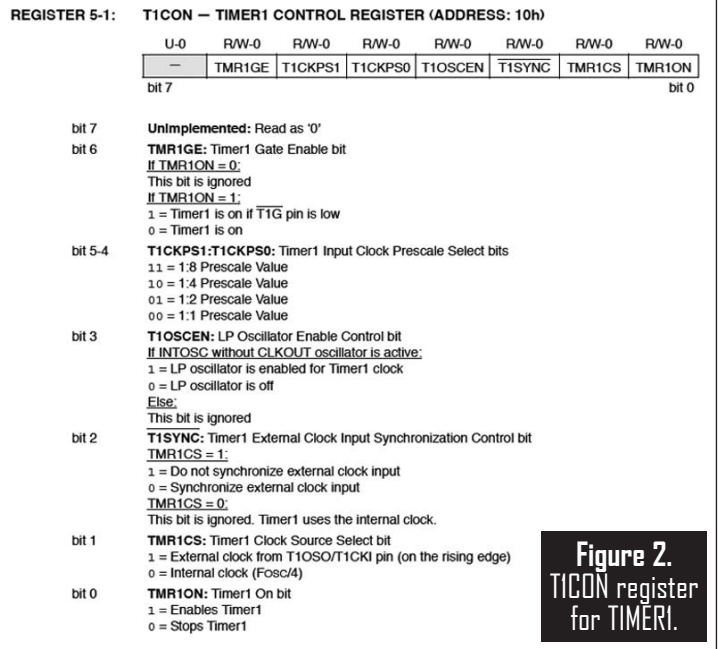 REGISTER 5-1: T1CON — TIMER1 CONTROL REGISTER (ADDRESS: 10h)
U-0 R/W-0 R/W-0 R/W-0 R/W-0 R/W-0 R/W-0 R/W-0
— TMR1GE T1CKPS1 T1CKPS0 T1OSCEN T1SYNC TMR1CS TMR1ON
bit 7 bit 0
bit 7 Unimplemented: Read as '0'
bit 6 TMR1GE: Timer1 Gate Enable bit
If TMR1ON = 0:
This bit is ignored
If TMR1ON = 1:
1 = Timer1 is on if T1G pin is low
0 = Timer1 is on
bit 5-4 T1CKPS1:T1CKPS0: Timer1 Input Clock Prescale Select bits
11 = 1:8 Prescale Value
10 = 1:4 Prescale Value
01 = 1:2 Prescale Value
00 = 1:1 Prescale Value
bit 3 T1OSCEN: LP Oscillator Enable Control bit
If INTOSC without CLKOUT oscillator is active:
1 = LP oscillator is enabled for Timer1 clock
0 = LP oscillator is off
Else:
This bit is ignored
bit 2 T1SYNC: Timer1 External Clock Input Synchronization Control bit
TMR1CS = 1:
1 = Do not synchronize external clock input
0 = Synchronize external clock input
TMR1CS = 0:
This bit is ignored. Timer1 uses the internal clock.
bit 1 TMR1CS: Timer1 Clock Source Select bit
1 = External clock from T1OSO/T1CKI pin (on the rising edge)
0 = Internal clock (FOSC/4)
bit 0 TMR1ON: Timer1 On bit
1 = Enables Timer1
0 = Stops Timer1
Figure 2.
T1CON register
for TIMER1.